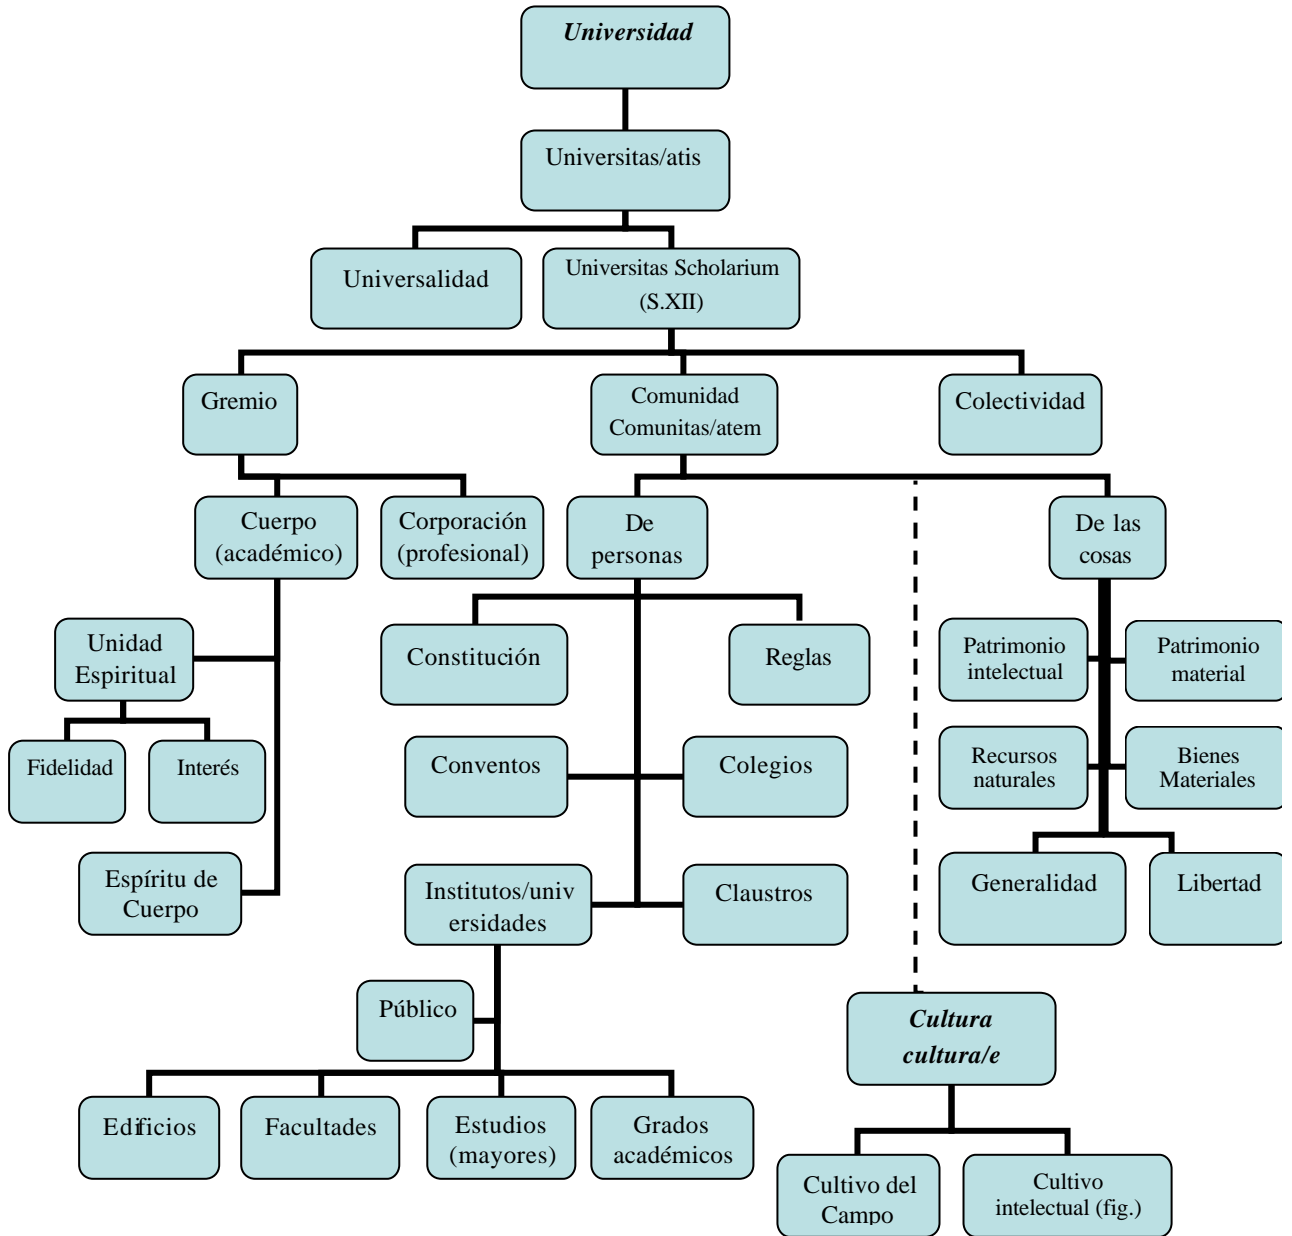 Universidad
Universitas/atis
Universalidad
Universitas Scholarium
(S.XII)
Gremio
Comunidad
Comunitas/atem
Colectividad
Cuerpo
(académico)
Corporación
(profesional)
De
personas
De las
cosas
Unidad
Espiritual
Constitución
Reglas
Patrimonio
intelectual
Patrimonio
material
Fidelidad
Interés
Conventos
Colegios
Recursos
naturales
Bienes
Materiales
Espíritu de
Cuerpo
Institutos/univ
ersidades
Claustros
Generalidad
Libertad
Público
Cultura
cultura/e
Edificios
Facultades
Estudios
(mayores)
Grados
académicos
Cultivo del
Campo
Cultivo
intelectual (fig.)